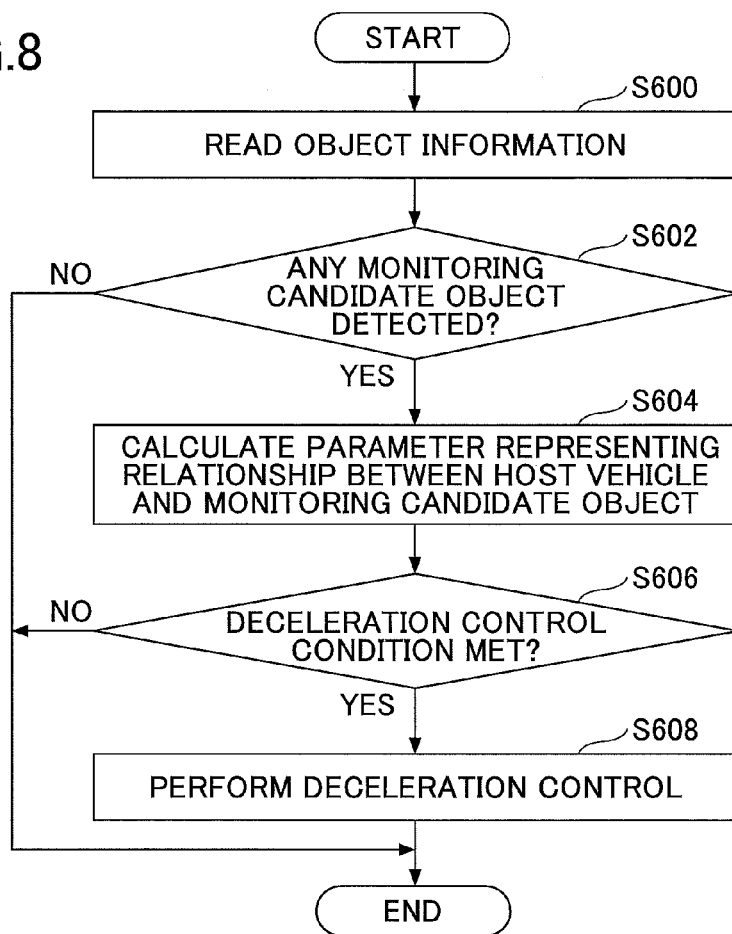 G.8
START
S600
READ OBJECT INFORMATION
S602
NO
ANY MONITORING
CANDIDATE OBJECT
DETECTED?
YES
S604
CALCULATE PARAMETER REPRESENTING
RELATIONSHIP BETWEEN HOST VEHICLE
AND MONITORING CANDIDATE OBJECT
S606
NO
DECELERATION CONTROL
CONDITION MET?
YES
S608
PERFORM DECELERATION CONTROL
END